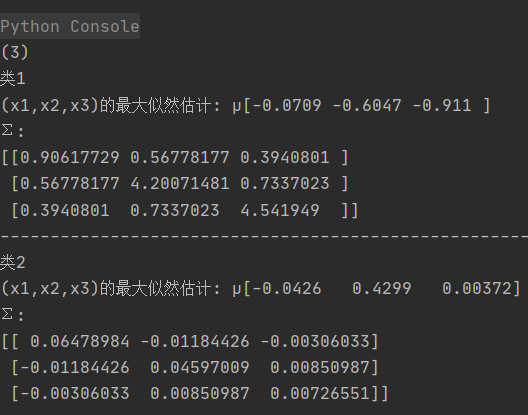 Python Console
(3)
类1
(x1,x2,x3)的最大似然估计: μ[-0.0709 -0.6047 -0.911 ]
Σ:
[[0.90617729 0.56778177 0.3940801 ]
 [0.56778177 4.20071481 0.7337023 ]
 [0.3940801  0.7337023  4.541949  ]]
-----------------------------------------------------
类2
(x1,x2,x3)的最大似然估计: μ[-0.0426   0.4299   0.00372]
Σ:
[[ 0.06478984 -0.01184426 -0.00306033]
 [-0.01184426  0.04597009  0.00850987]
 [-0.00306033  0.00850987  0.00726551]]